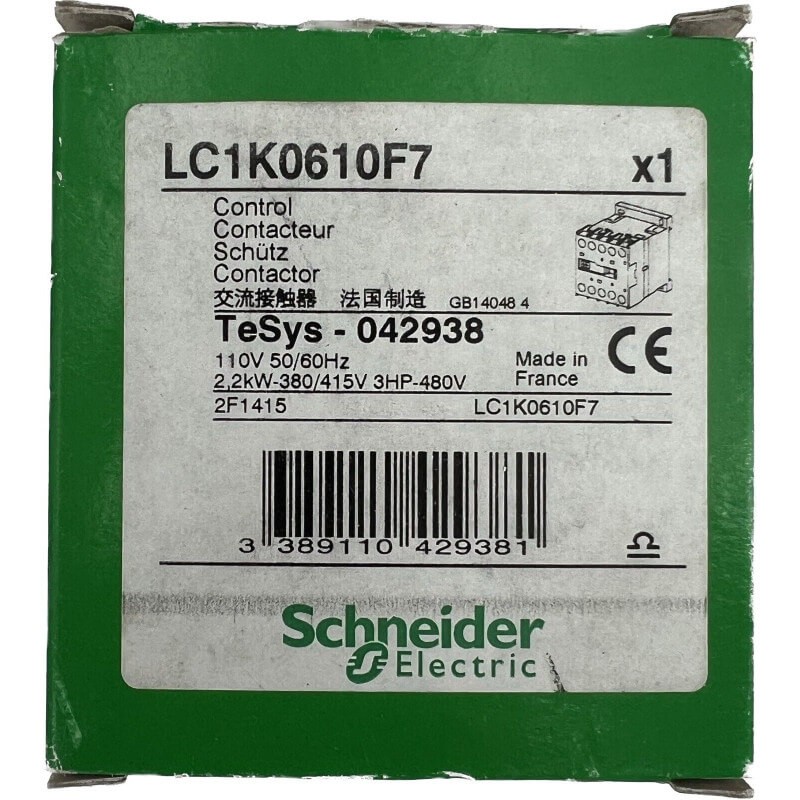 LC1K0610F7 x1
Control
Contacteur
Schütz
Contactor
交流接触器 法国制造 GB14048 4
TeSys - 042938
110V 50/60Hz Made in
2,2kW-380/415V 3HP-480V France
CE
2F1415 LC1K0610F7
3 389110 429381
Schneider
Electric